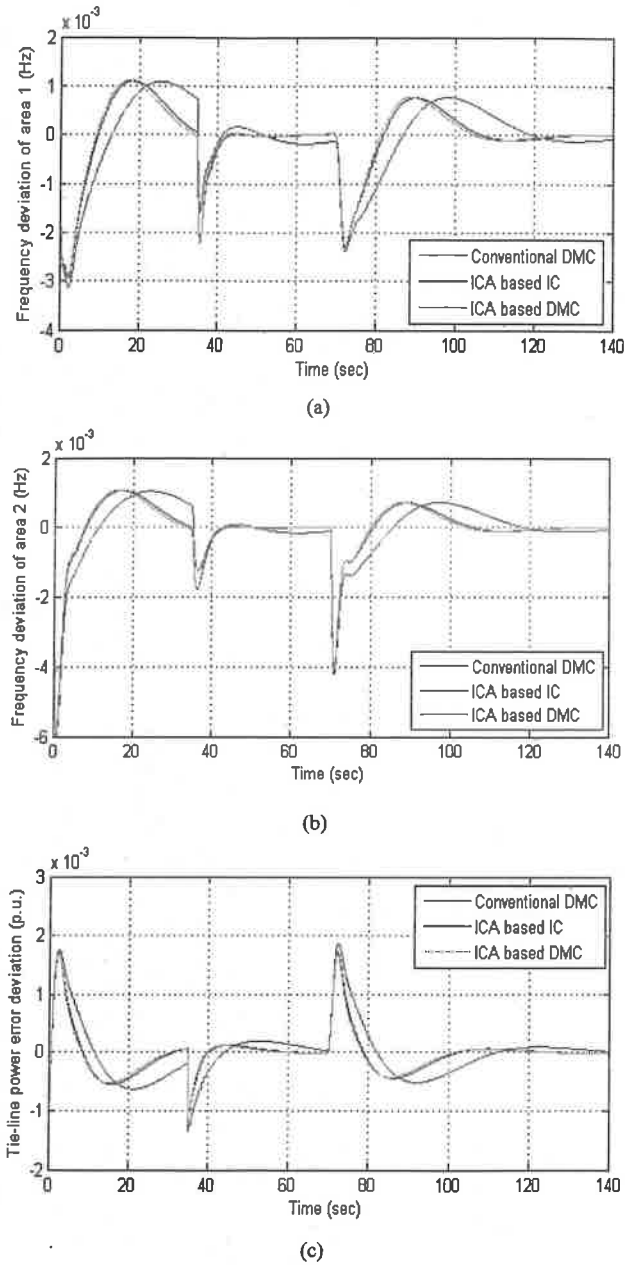 x 10-3
Frequency deviation of area 1 (Hz)
2
1
0
-1
-2
-3
-4
Conventional DMC
ICA based IC
ICA based DMC
0 20 40 60 80 100 120 140
Time (sec)
(a)
x 10-3
Frequency deviation of area 2 (Hz)
2
0
-2
-4
-6
Conventional DMC
ICA based IC
ICA based DMC
0 20 40 60 80 100 120 140
Time (sec)
(b)
x 10-3
Tie-line power error deviation (p.u.)
3
2
1
0
-1
-2
Conventional DMC
ICA based IC
ICA based DMC
0 20 40 60 80 100 120 140
Time (sec)
(c)